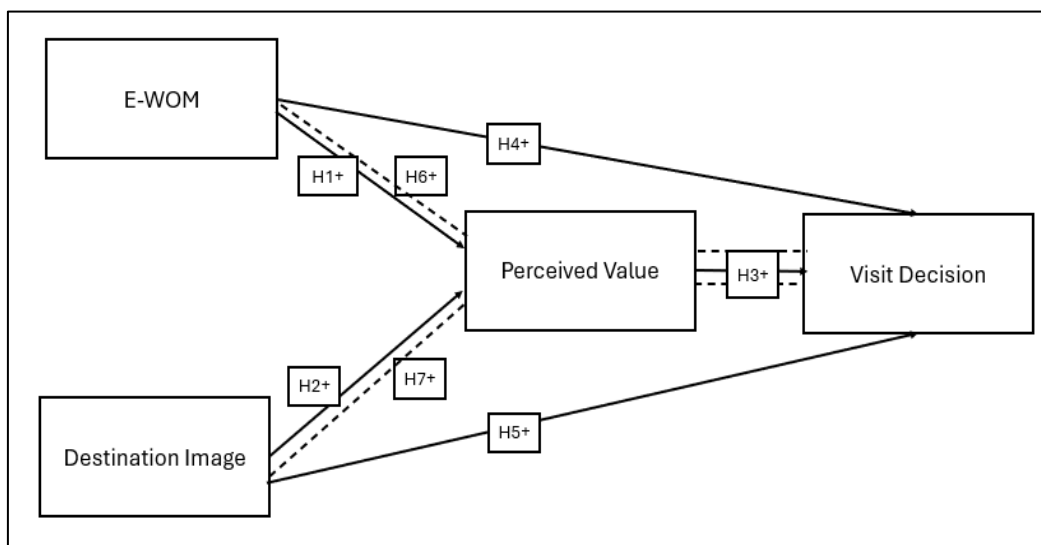 E-WOM
H4+
H1+
H6+
Perceived Value
H3+
Visit Decision
H2+
H7+
H5+
Destination Image